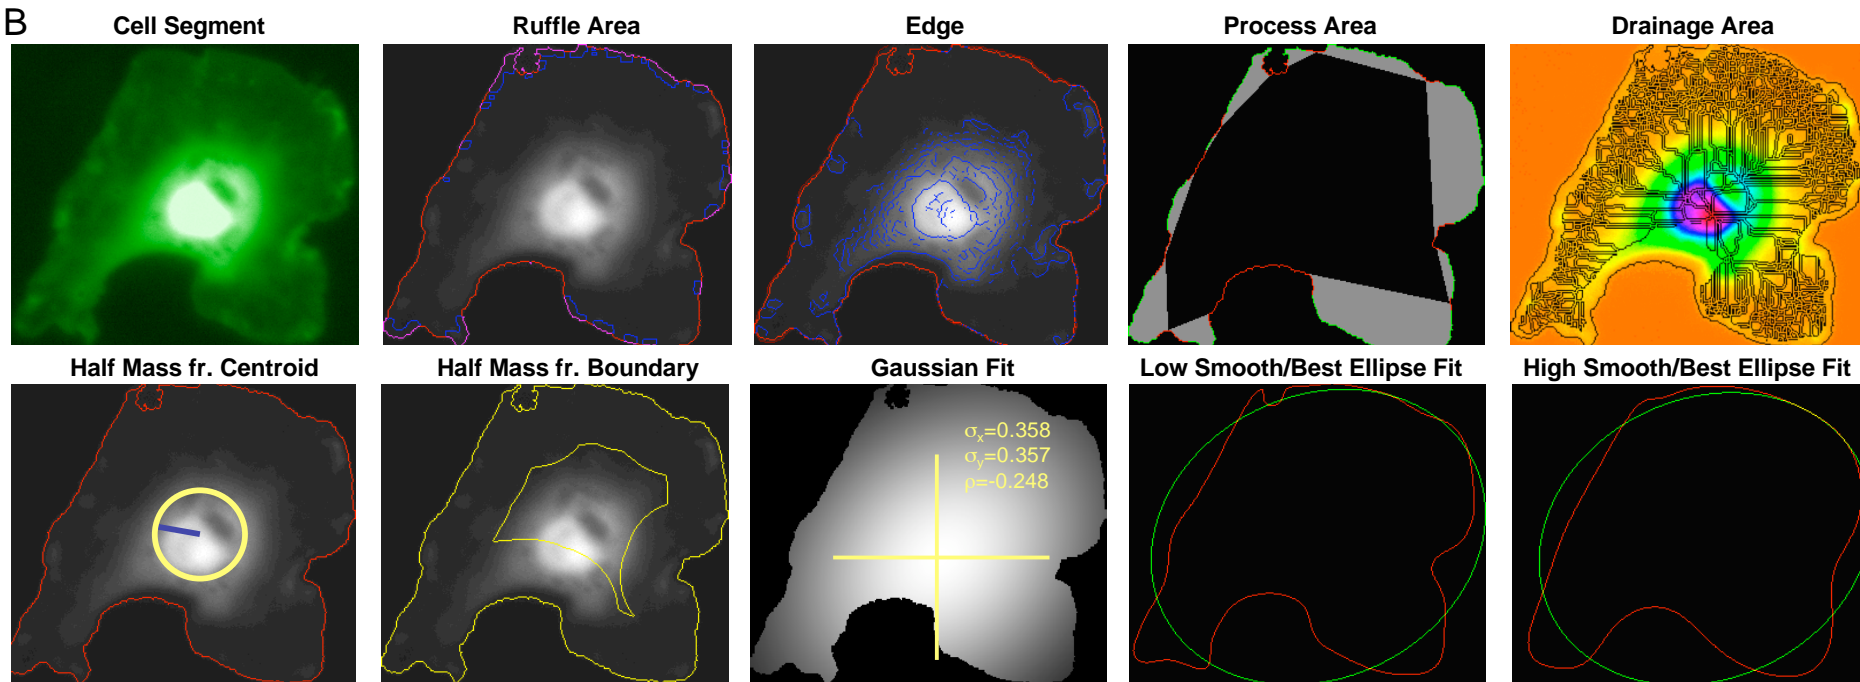 B
Cell Segment
Ruffle Area
Edge
Process Area
Drainage Area
Half Mass fr. Centroid
Half Mass fr. Boundary
Gaussian Fit
Low Smooth/Best Ellipse Fit
High Smooth/Best Ellipse Fit
σx=0.358
σy=0.357
ρ=-0.248